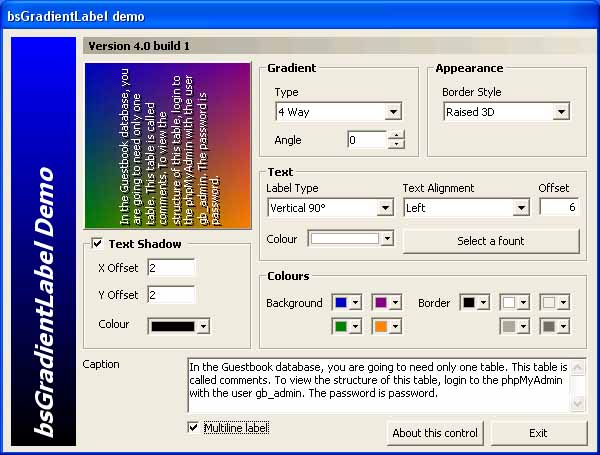 bsGradientLabel demo
bsGradientLabel Demo
Version 4.0 build 1
In the Guestbook database, you
are going to need only one
table. This table is called
comments. To view the
structure of this table, login to
the phpMyAdmin with the user
gb_admin. The password is
password.
Gradient
Type
4 Way
Angle
0
Appearance
Border Style
Raised 3D
Text
Label Type
Text Alignment
Offset
Vertical 90°
Left
6
Colour
Select a fount
Text Shadow
X Offset
2
Y Offset
2
Colour
Colours
Background
Border
Caption
In the Guestbook database, you are going to need only one table. This table is
called comments. To view the structure of this table, login to the phpMyAdmin
with the user gb_admin. The password is password.
Multiline label
About this control
Exit